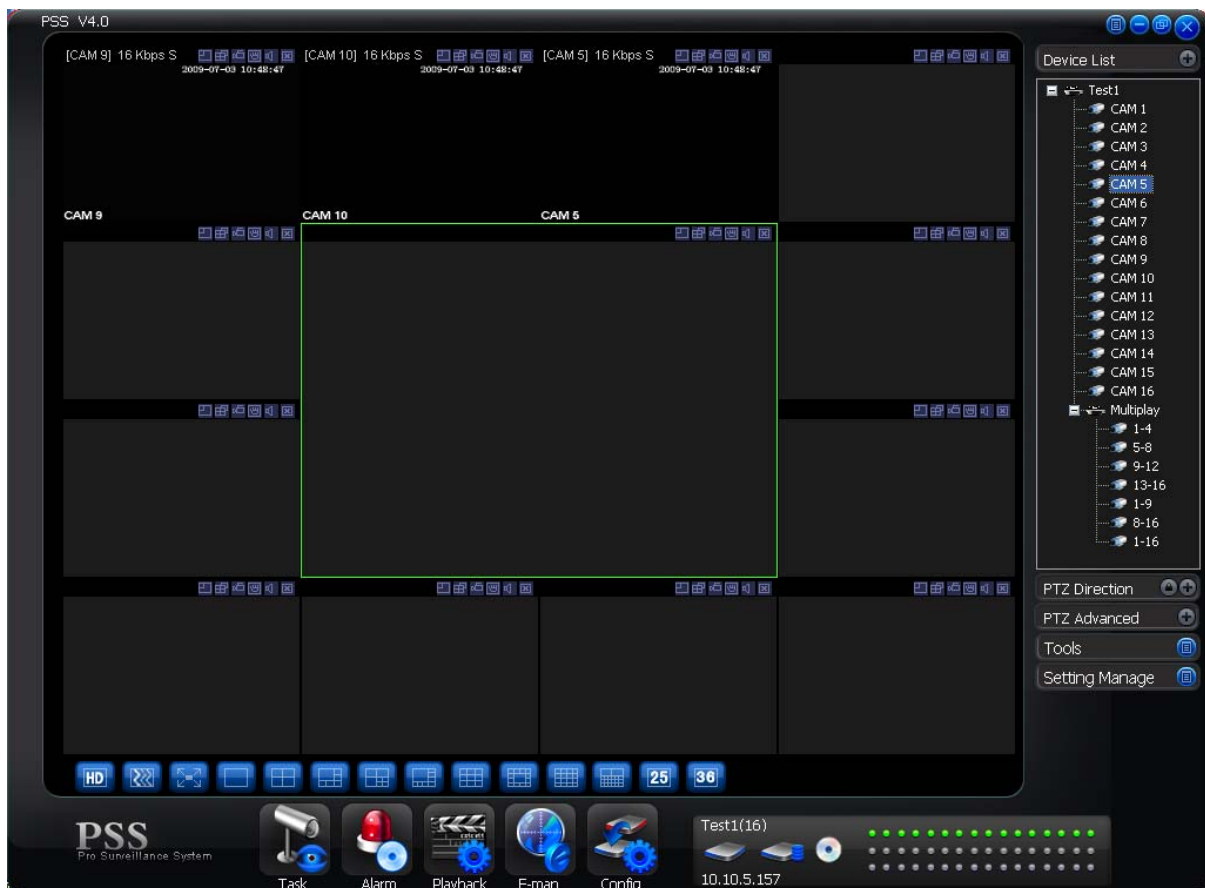 PSS V4.0
[CAM 9] 16 Kbps S
2009-07-03 10:48:47
CAM 9
[CAM 10] 16 Kbps S
2009-07-03 10:48:47
CAM 10
[CAM 5] 16 Kbps S
2009-07-03 10:48:47
CAM 5
Device List
Test1
CAM 1
CAM 2
CAM 3
CAM 4
CAM 5
CAM 6
CAM 7
CAM 8
CAM 9
CAM 10
CAM 11
CAM 12
CAM 13
CAM 14
CAM 15
CAM 16
Multiplay
1-4
5-8
9-12
13-16
1-9
8-16
1-16
PTZ Direction
PTZ Advanced
Tools
Setting Manage
HD
25
36
PSS
Pro Surveillance System
Task
Alarm
Playback
E-map
Config
Test1(16)
10.10.5.157